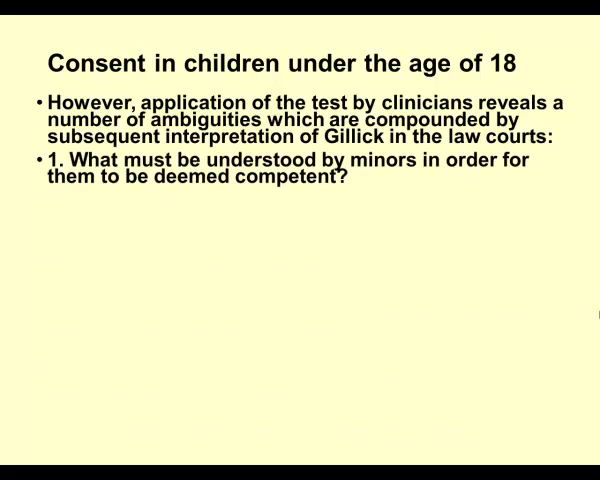 Consent in children under the age of 18
• However, application of the test by clinicians reveals a
number of ambiguities which are compounded by
subsequent interpretation of Gillick in the law courts:
• 1. What must be understood by minors in order for
them to be deemed competent?